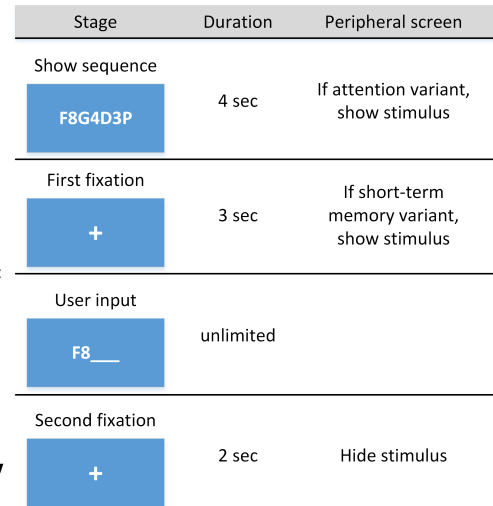 Stage Duration Peripheral screen
Show sequence
F8G4D3P
4 sec
If attention variant,
show stimulus
First fixation
+
3 sec
If short-term
memory variant,
show stimulus
User input
F8___
unlimited
Second fixation
+
2 sec
Hide stimulus